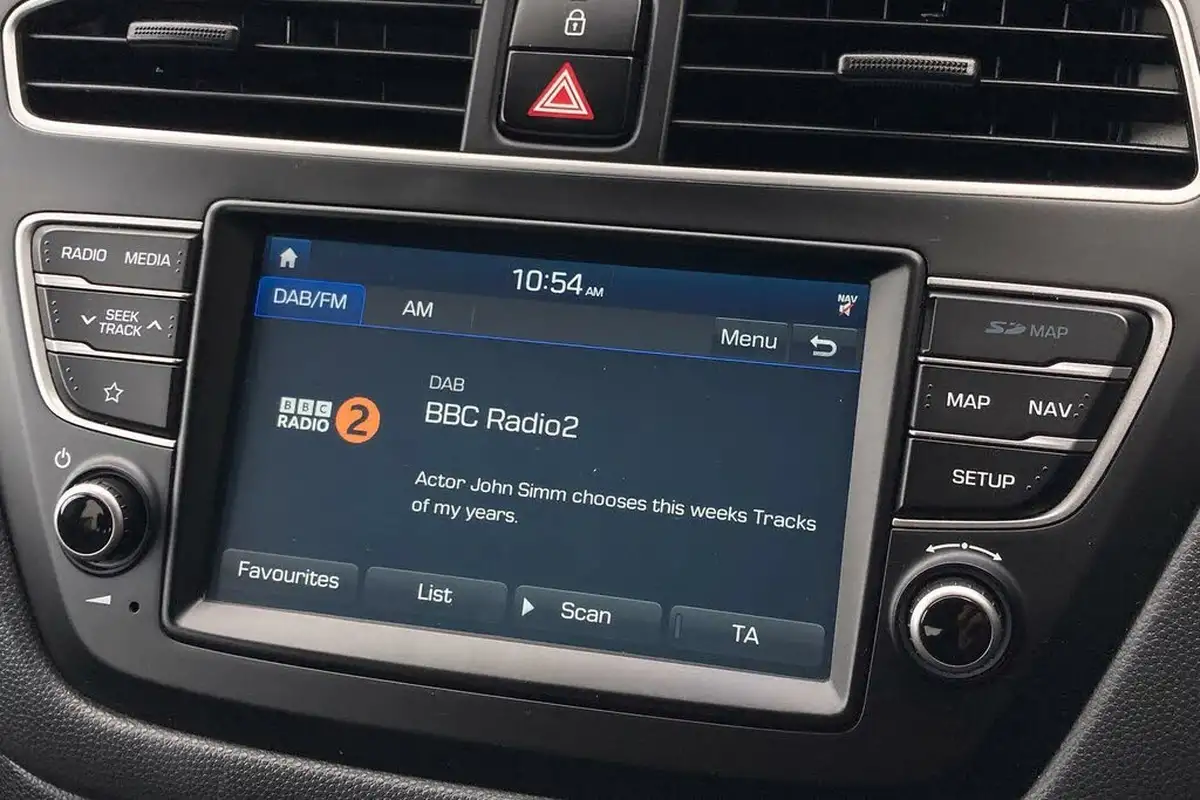 RADIO MEDIA
SEEK
TRACK
10:54 AM
NAV
DAB/FM
AM
Menu
DAB
BBC Radio2
BBC
RADIO 2
Actor John Simm chooses this weeks Tracks
of my years.
Favourites
List
Scan
TA
SD MAP
MAP NAV
SETUP